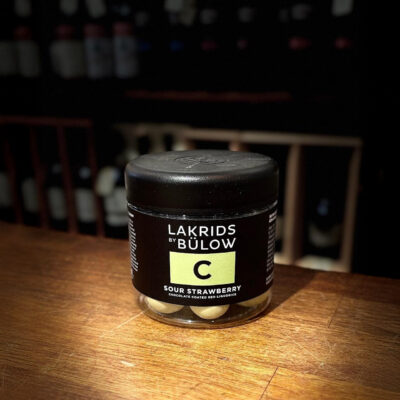 LAKRIDS
BY BÜLOW
C
SOUR STRAWBERRY
CHOCOLATE COATED RED LIQUORICE